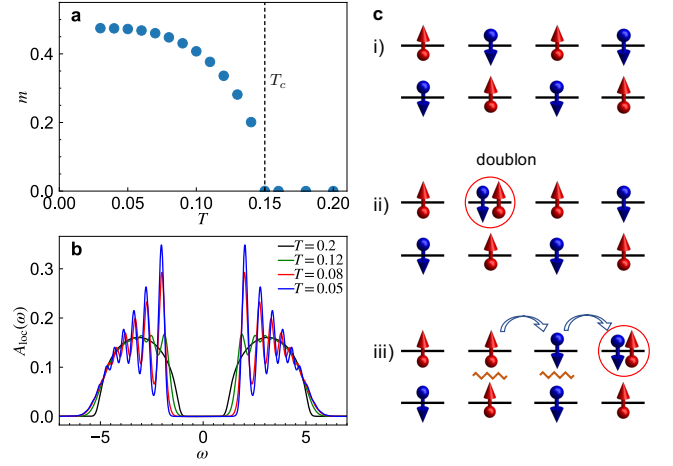 a
m
0.4
0.2
0.0
T_c
0.00 0.05 0.10 0.15 0.20
T
b
A_loc(ω)
0.3
0.2
0.1
0.0
T = 0.2
T = 0.12
T = 0.08
T = 0.05
−5 0 5
ω
c
i)
doublon
ii)
iii)